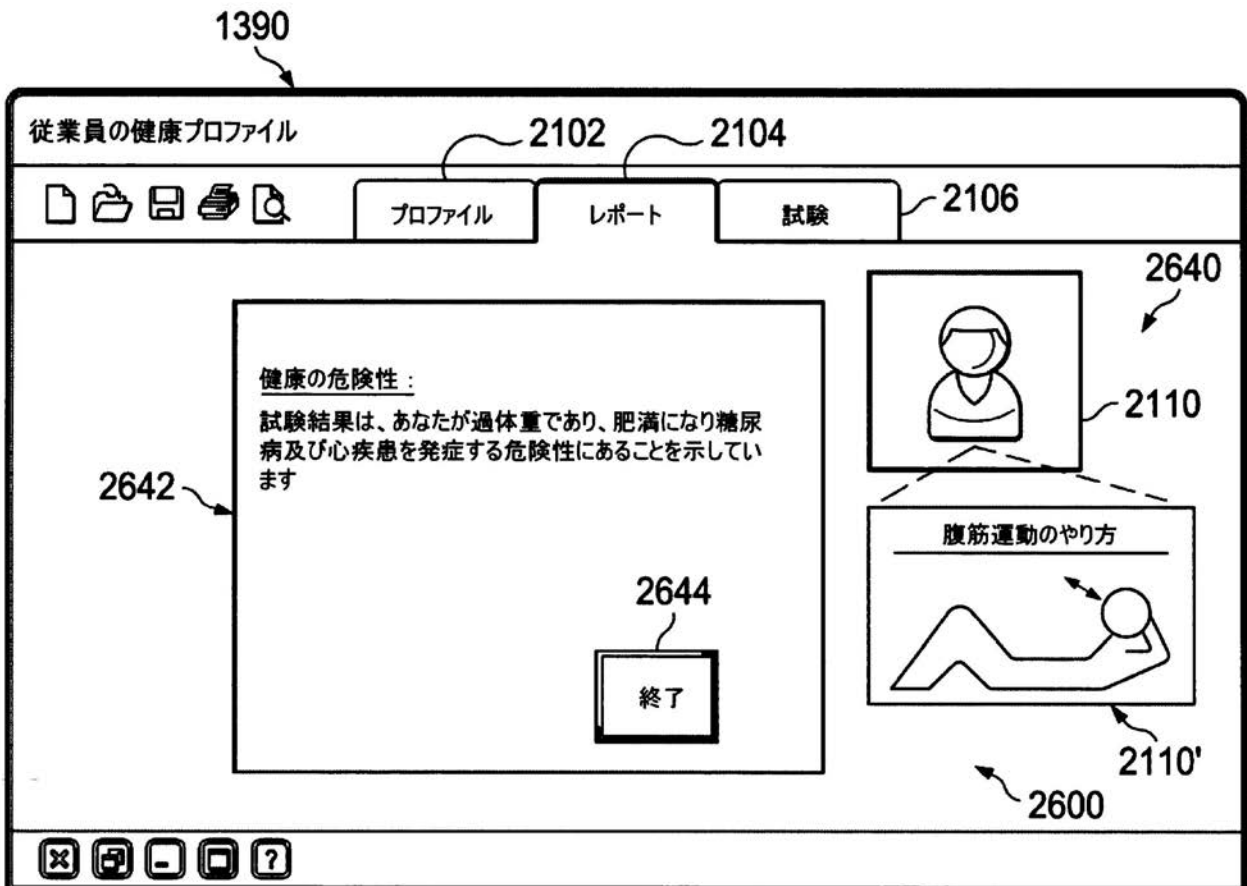 1390
従業員の健康プロファイル
2102
2104
プロファイル
レポート
試験
2106
2640
健康の危険性：
試験結果は、あなたが過体重であり、肥満になり糖尿
病及び心疾患を発症する危険性にあることを示してい
ます
2642
2110
腹筋運動のやり方
2644
終了
2110'
2600
?